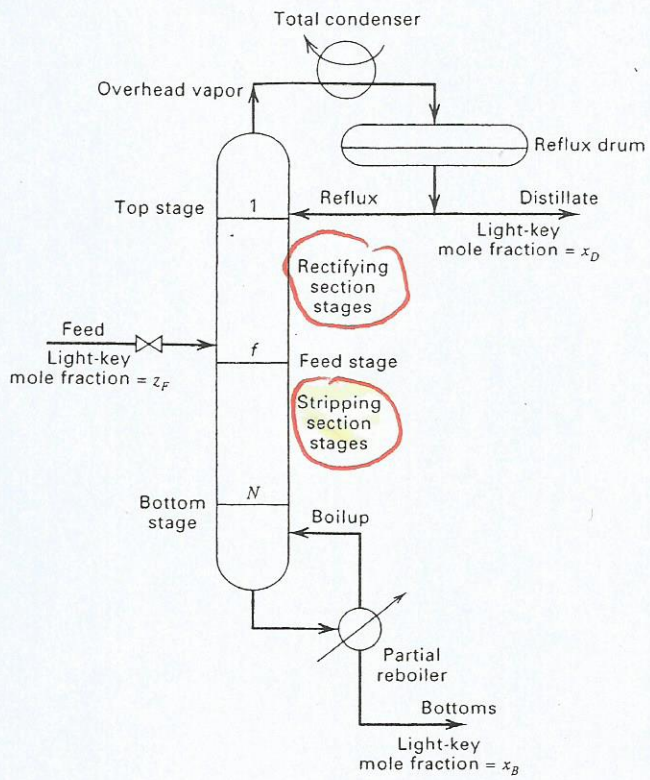 Total condenser
Overhead vapor
Reflux drum
Reflux
Distillate
Top stage
1
Light-key
mole fraction = x_D
Rectifying
section
stages
Feed
f
Feed stage
Light-key
mole fraction = z_F
Stripping
section
stages
N
Bottom
stage
Boilup
Partial
reboiler
Bottoms
Light-key
mole fraction = x_B